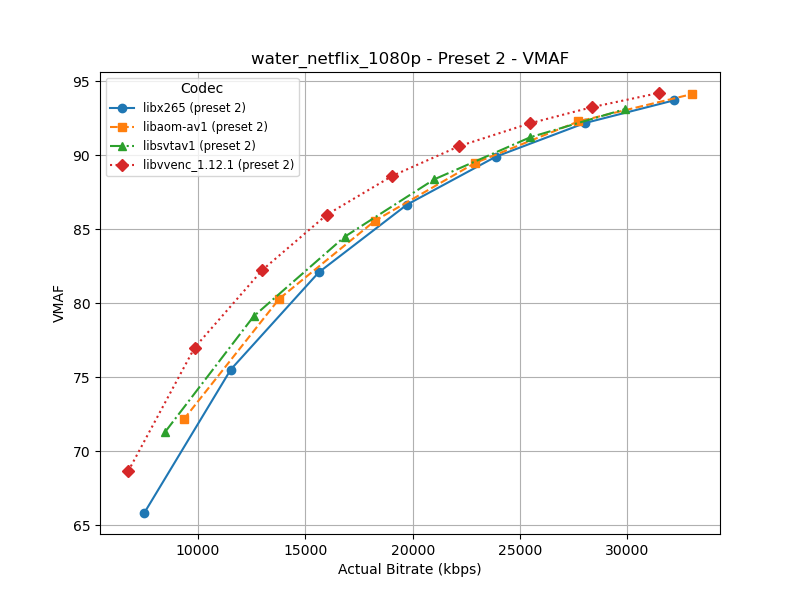 water_netflix_1080p - Preset 2 - VMAF
Codec
libx265 (preset 2)
libaom-av1 (preset 2)
libsvtav1 (preset 2)
libvvenc_1.12.1 (preset 2)
VMAF
95
90
85
80
75
70
65
10000 15000 20000 25000 30000
Actual Bitrate (kbps)